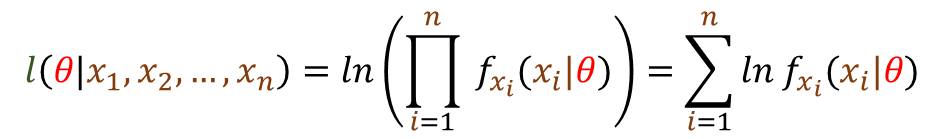 l(θ|x₁, x₂, …, xₙ) = ln(∏ᵢ₌₁ⁿ f_{xᵢ}(xᵢ|θ)) = ∑ᵢ₌₁ⁿ ln f_{xᵢ}(xᵢ|θ)